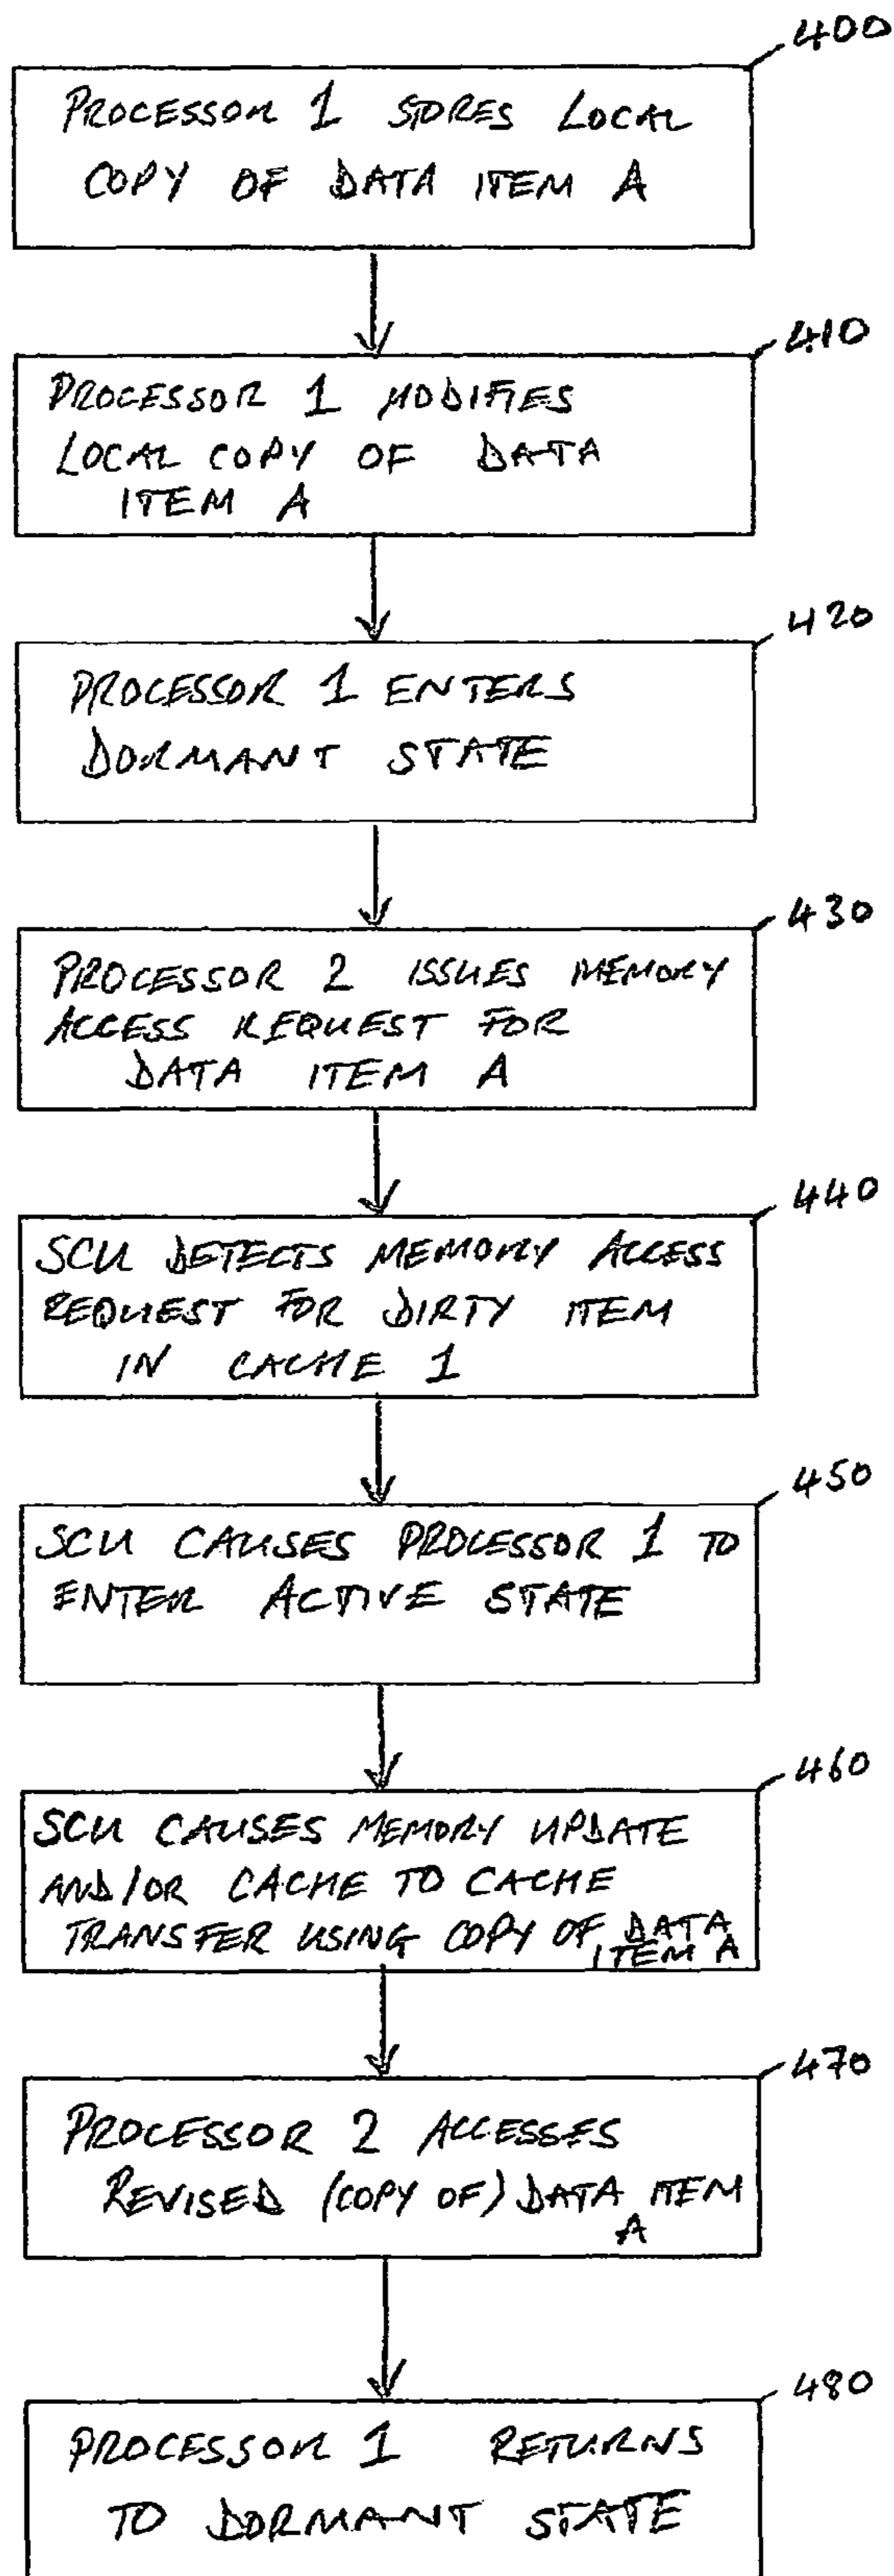 400
PROCESSOR 1 STORES LOCAL
COPY OF DATA ITEM A
410
PROCESSOR 1 MODIFIES
LOCAL COPY OF DATA
ITEM A
420
PROCESSOR 1 ENTERS
DORMANT STATE
430
PROCESSOR 2 ISSUES MEMORY
ACCESS REQUEST FOR
DATA ITEM A
440
SCU DETECTS MEMORY ACCESS
REQUEST FOR DIRTY ITEM
IN CACHE 1
450
SCU CAUSES PROCESSOR 1 TO
ENTER ACTIVE STATE
460
SCU CAUSES MEMORY UPDATE
AND/OR CACHE TO CACHE
TRANSFER USING COPY OF DATA
ITEM A
470
PROCESSOR 2 ACCESSES
REVISED (COPY OF) DATA ITEM
A
480
PROCESSOR 1 RETURNS
TO DORMANT STATE